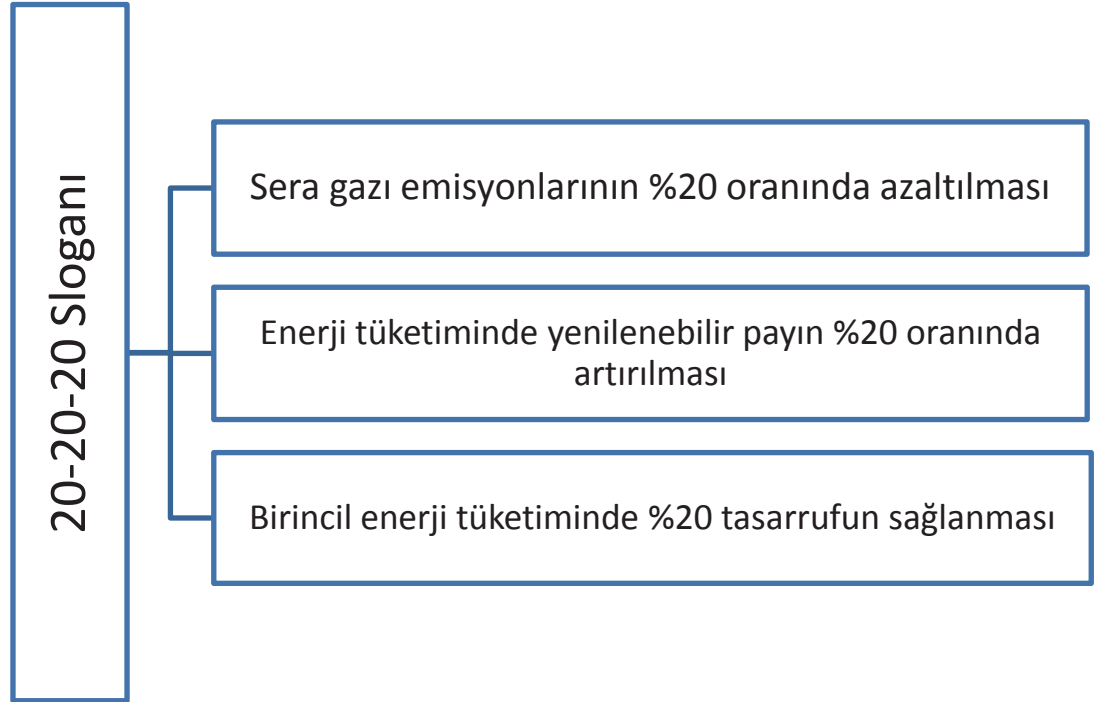 20-20-20 Sloganı
Sera gazı emisyonlarının %20 oranında azaltılması
Enerji tüketiminde yenilenebilir payın %20 oranında
artırılması
Birincil enerji tüketiminde %20 tasarrufun sağlanması